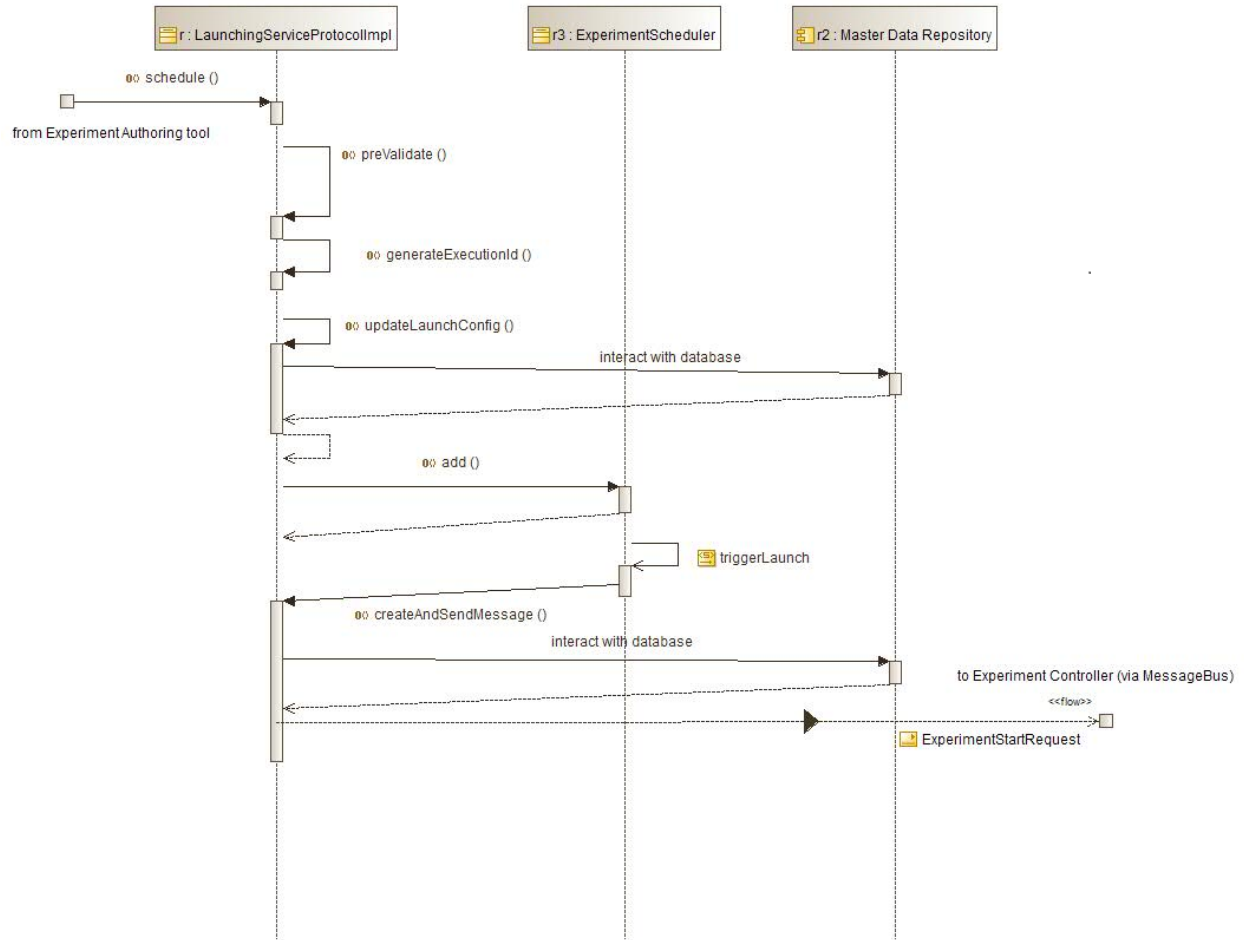 r : LaunchingServiceProtocolImpl
r3 : ExperimentScheduler
r2 : Master Data Repository
schedule ()
from Experiment Authoring tool
preValidate ()
generateExecutionId ()
updateLaunchConfig ()
interact with database
add ()
triggerLaunch
createAndSendMessage ()
interact with database
to Experiment Controller (via MessageBus)
<<flow>>
ExperimentStartRequest